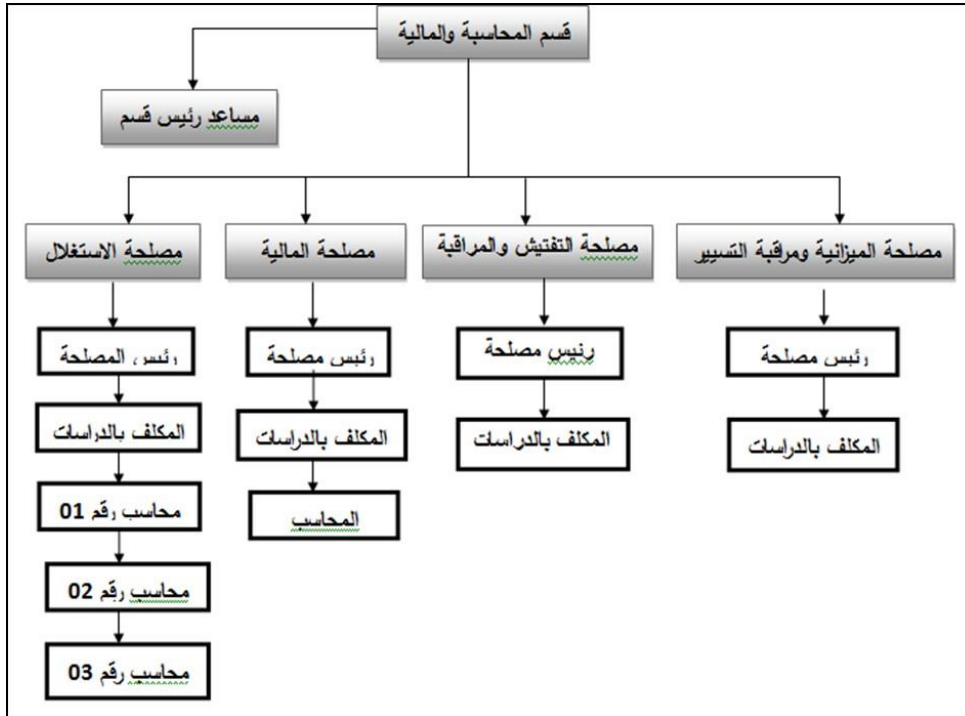 قسم المحاسبة والمالية
مساعد رئيس قسم
مصلحة الميزانية ومرقبة التسيير
مصلحة التفتيش والمراقبة
مصلحة المالية
مصلحة الاستغلال
رئيس مصلحة
رئيس مصلحة
رئيس مصلحة
رئيس المصلحة
المكلف بالدراسات
المكلف بالدراسات
المكلف بالدراسات
المكلف بالدراسات
المحاسب
محاسب رقم 01
محاسب رقم 02
محاسب رقم 03